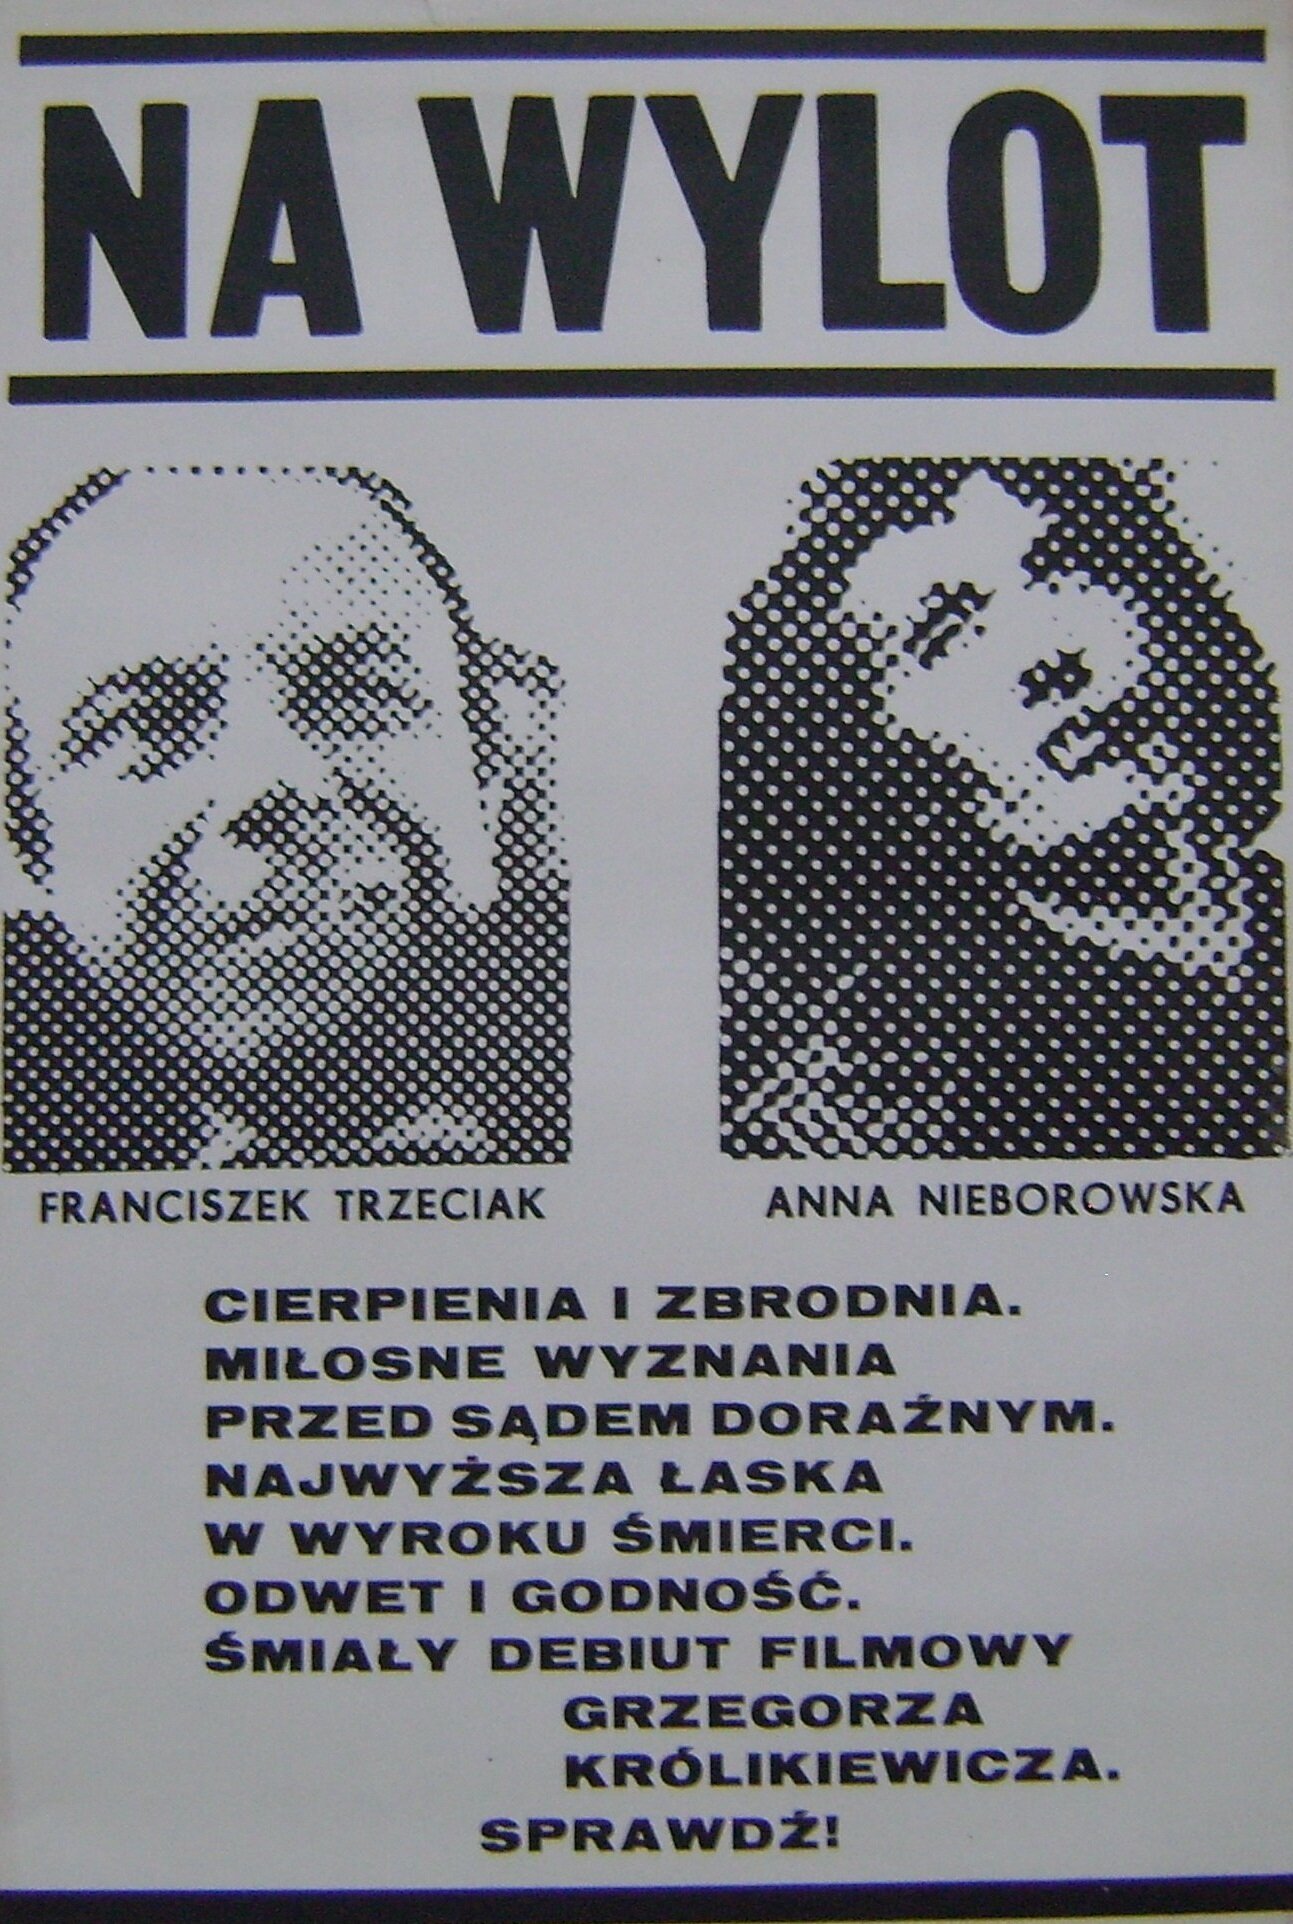 NA WYLOT
FRANCISZEK TRZECIAK
ANNA NIEBOROWSKA
CIERPIENIA I ZBRODNIA.
MIŁOSNE WYZNANIA
PRZED SĄDEM DORAŹNYM.
NAJWYŻSZA ŁASKA
W WYROKU ŚMIERCI.
ODWET I GODNOŚĆ.
ŚMIAŁY DEBIUT FILMOWY
GRZEGORZA
KRÓLIKIEWICZA.
SPRAWDŹ!